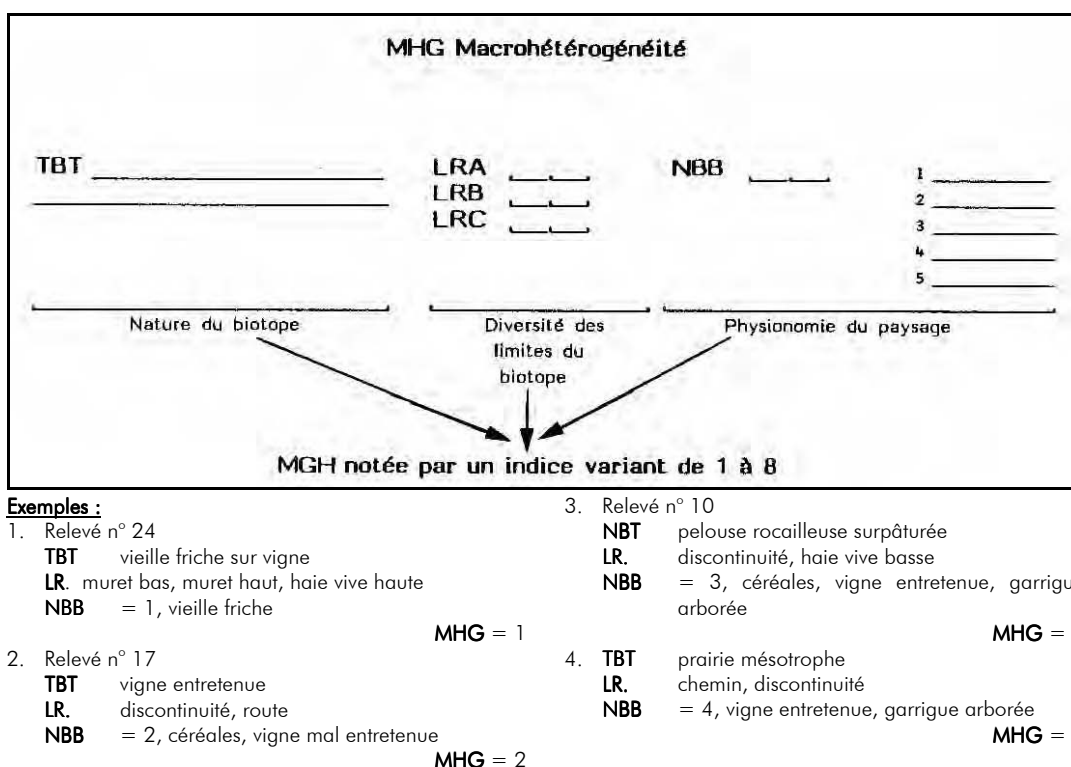 MHG Macrohétérogénéité
TBT
LRA
LRB
LRC
NBB
1
2
3
4
5
Nature du biotope
Diversité des
limites du
biotope
Physionomie du paysage
MGH notée par un indice variant de 1 à 8
Exemples :
1. Relevé n° 24
TBT vieille friche sur vigne
LR. muret bas, muret haut, haie vive haute
NBB = 1, vieille friche
MHG = 1
2. Relevé n° 17
TBT vigne entretenue
LR. discontinuité, route
NBB = 2, céréales, vigne mal entretenue
MHG = 2
3. Relevé n° 10
NBT pelouse rocailleuse surpâturée
LR. discontinuité, haie vive basse
NBB = 3, céréales, vigne entretenue,
arborée
MHG =
4. TBT prairie mésotrophe
LR. chemin, discontinuité
NBB = 4, vigne entretenue, garrigue arborée
MHG =